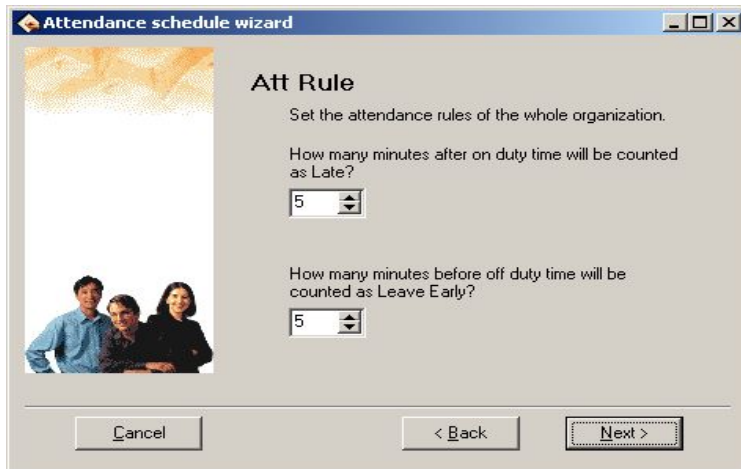 Attendance schedule wizard
Att Rule
Set the attendance rules of the whole organization.
How many minutes after on duty time will be counted
as Late?
5
How many minutes before off duty time will be
counted as Leave Early?
5
Cancel
< Back
Next >